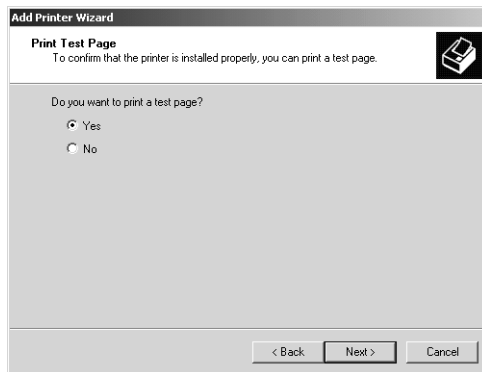 Add Printer Wizard
Print Test Page
To confirm that the printer is installed properly, you can print a test page.
Do you want to print a test page?
Yes
No
< Back
Next >
Cancel